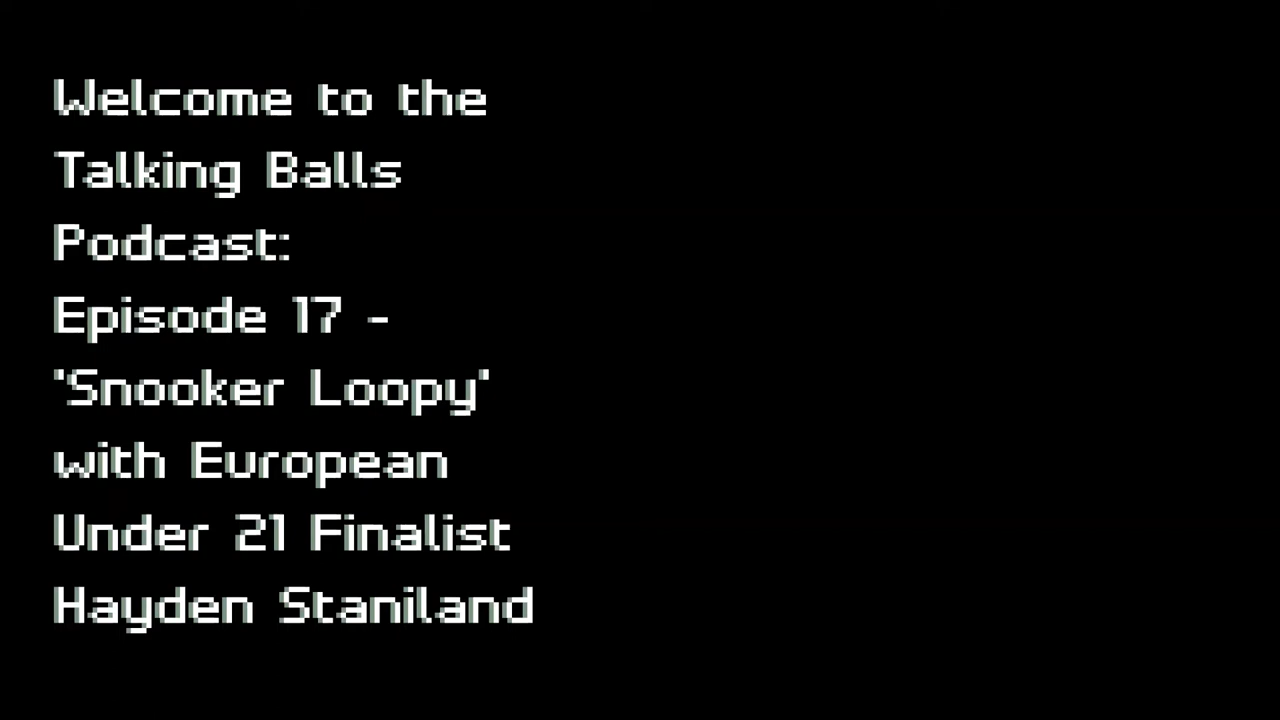 Welcome to the
Talking Balls
Podcast:
Episode 17 -
'Snooker Loopy'
with European
Under 21 Finalist
Hayden Staniland